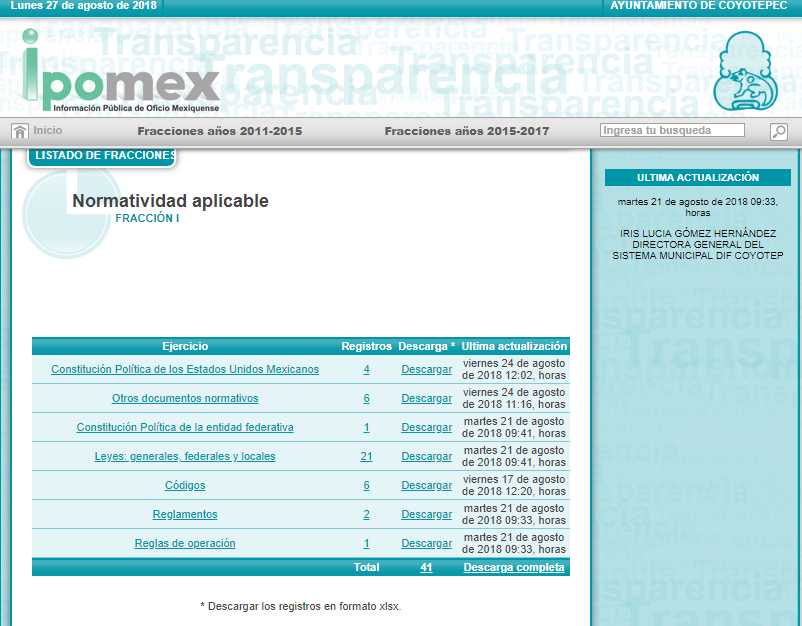 Lunes 27 de agosto de 2018
AYUNTAMIENTO DE COYOTEPEC
Transparencia
ipomex
Información Pública de Oficio Mexiquense
Inicio
Fracciones años 2011-2015
Fracciones años 2015-2017
Ingresa tu busqueda
LISTADO DE FRACCIONES
Normatividad aplicable
FRACCIÓN I
Ejercicio Registros Descarga * Ultima actualización
Constitución Política de los Estados Unidos Mexicanos 4 Descargar viernes 24 de agosto
de 2018 12:02, horas
Otros documentos normativos 6 Descargar viernes 24 de agosto
de 2018 11:16, horas
Constitución Política de la entidad federativa 1 Descargar martes 21 de agosto
de 2018 09:41, horas
Leyes: generales, federales y locales 21 Descargar martes 21 de agosto
de 2018 09:41, horas
Códigos 6 Descargar viernes 17 de agosto
de 2018 12:20, horas
Reglamentos 2 Descargar martes 21 de agosto
de 2018 09:33, horas
Reglas de operación 1 Descargar martes 21 de agosto
de 2018 09:33, horas
Total 41 Descarga completa
* Descargar los registros en formato xlsx.
ULTIMA ACTUALIZACIÓN
martes 21 de agosto de 2018 09:33,
horas
IRIS LUCIA GÓMEZ HERNÁNDEZ
DIRECTORA GENERAL DEL
SISTEMA MUNICIPAL DIF COYOTEP